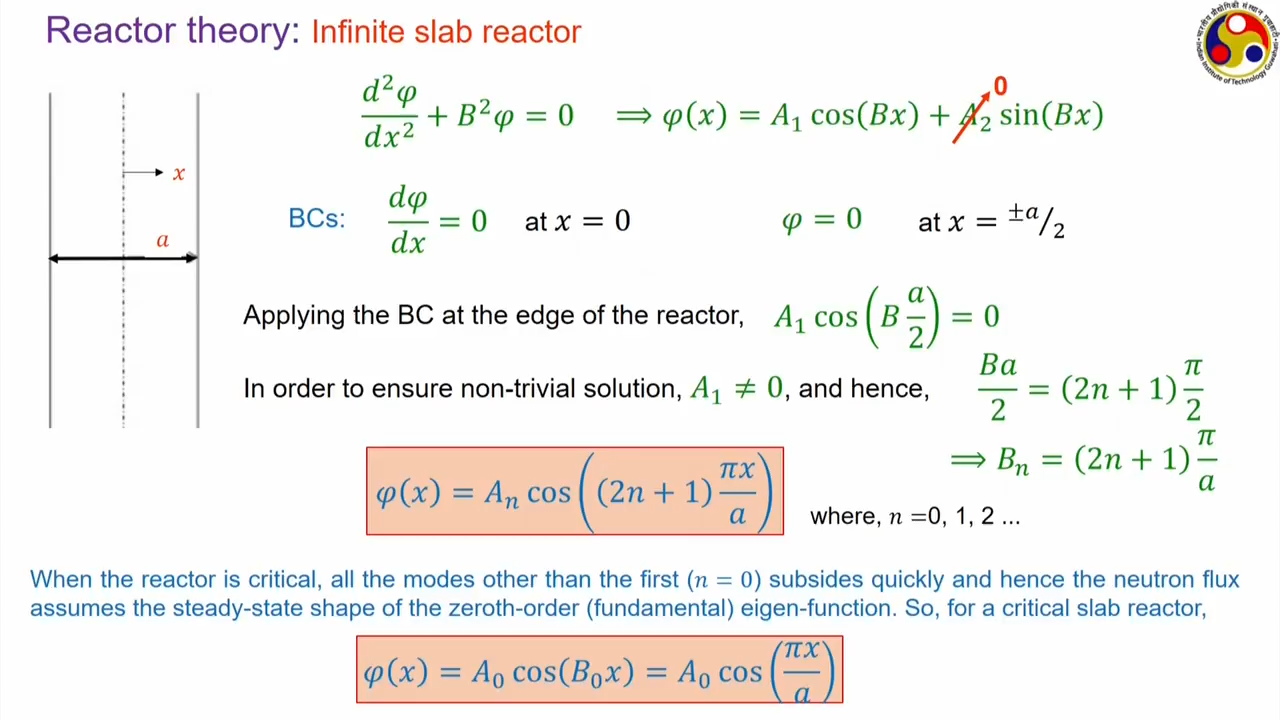 Reactor theory: Infinite slab reactor
d²φ/dx² + B²φ = 0 ⟹ φ(x) = A₁ cos(Bx) + A₂ sin(Bx)
0
x
BCs: dφ/dx = 0 at x = 0 φ = 0 at x = ±a/2
a
Applying the BC at the edge of the reactor, A₁ cos(B a/2) = 0
In order to ensure non-trivial solution, A₁ ≠ 0, and hence, Ba/2 = (2n + 1) π/2
⟹ Bₙ = (2n + 1) π/a
φ(x) = Aₙ cos((2n + 1) πx/a)
where, n =0, 1, 2 ...
When the reactor is critical, all the modes other than the first (n = 0) subsides quickly and hence the neutron flux
assumes the steady-state shape of the zeroth-order (fundamental) eigen-function. So, for a critical slab reactor,
φ(x) = A₀ cos(B₀x) = A₀ cos(πx/a)
Indian Institute of Technology Guwahati